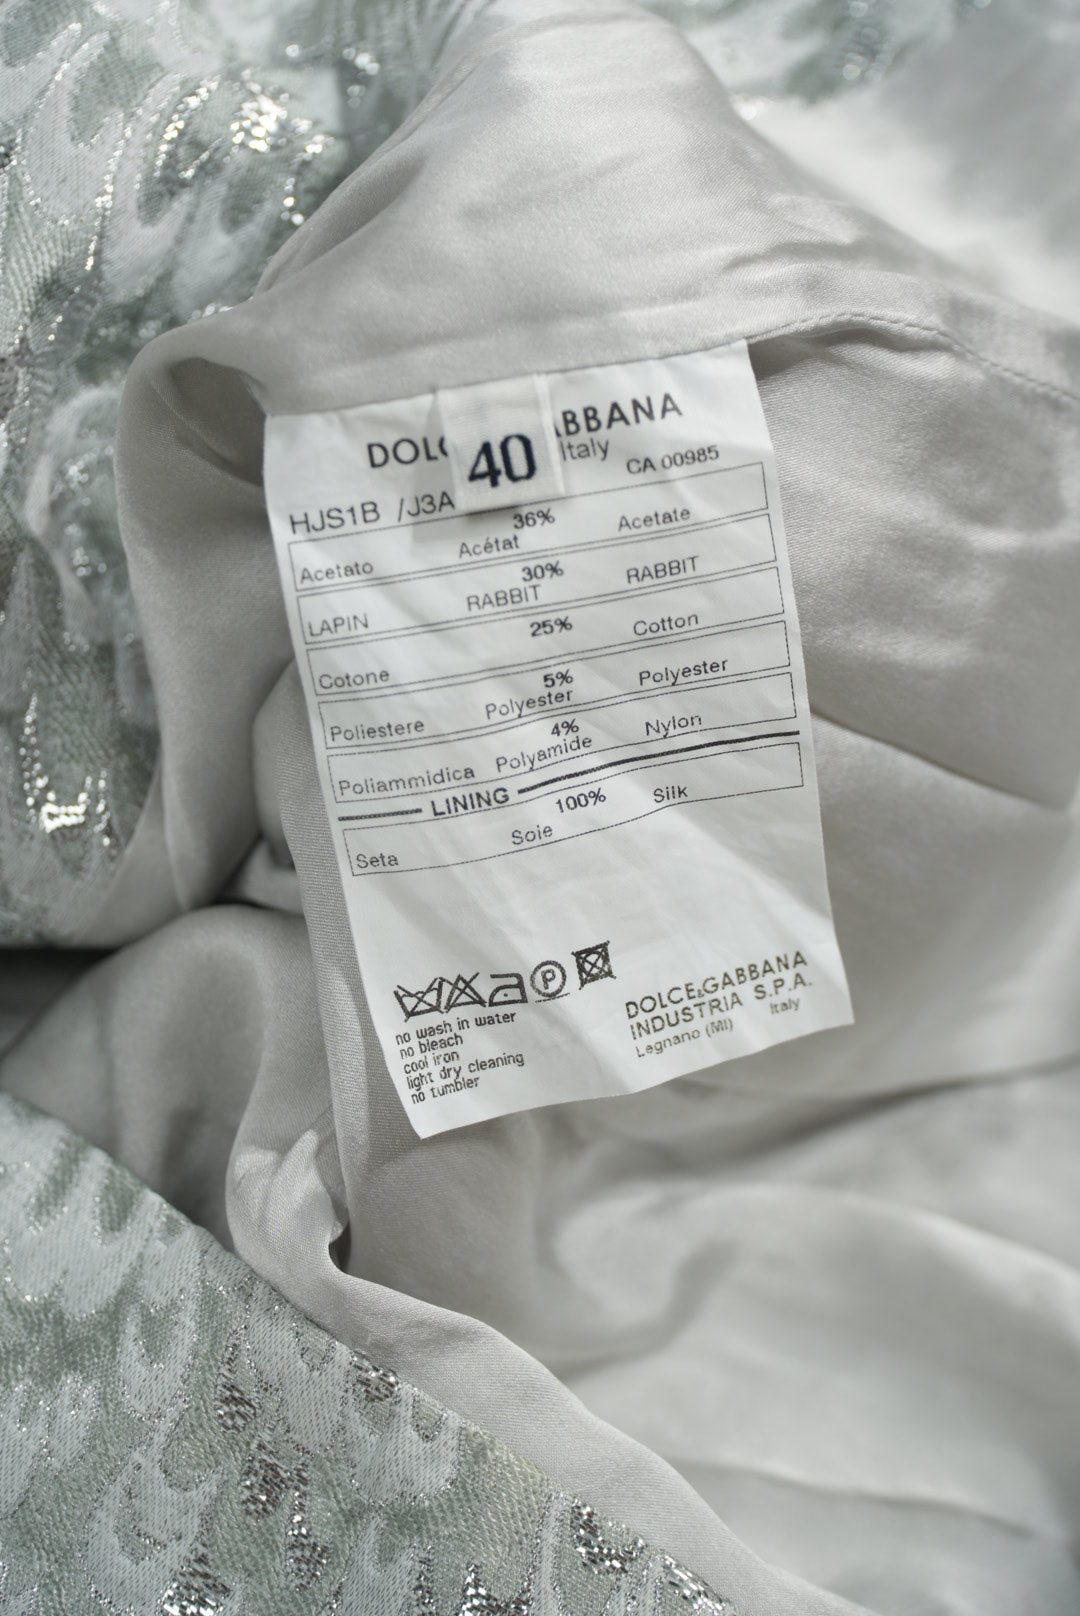 DOLC ABBANA
40
Italy
CA 00985
HJS1B /J3A
36%
Acetato Acétat Acetate
30%
LAPIN RABBIT RABBIT
25%
Cotone Cotton
5%
Poliestere Polyester Polyester
4%
Poliammidica Polyamide Nylon
LINING
100%
Seta Soie Silk
P
no wash in water
no bleach
cool iron
light dry cleaning
no tumbler
DOLCE&GABBANA
INDUSTRIA S.P.A.
Legnano (MI) Italy